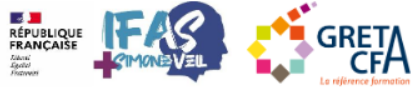 RÉPUBLIQUE
FRANÇAISE
Liberté
Égalité
Fraternité
IFAS
+SIMONE VEIL
GRETA
CFA
La référence formation